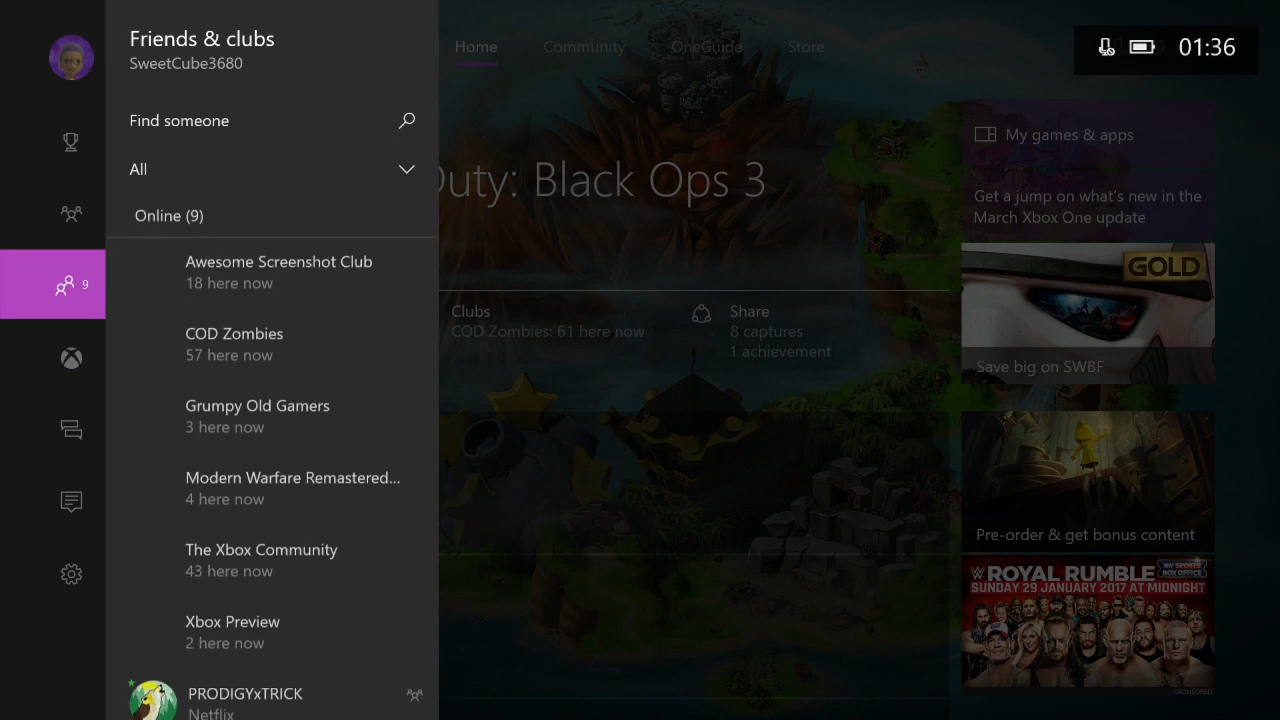 Friends & clubs
SweetCube3680
Find someone
All
Online (9)
9
Awesome Screenshot Club
18 here now
COD Zombies
57 here now
Grumpy Old Gamers
3 here now
Modern Warfare Remastered...
4 here now
The Xbox Community
43 here now
Xbox Preview
2 here now
PRODIGYxTRICK
Netflix
Home
Community
OneGuide
Store
01:36
Duty: Black Ops 3
Clubs
COD Zombies: 61 here now
Share
8 captures
1 achievement
My games & apps
Get a jump on what's new in the
March Xbox One update
GOLD
Save big on SWBF
Pre-order & get bonus content
W ROYAL RUMBLE
MY SPORTS
BOX OFFICE
SUNDAY 29 JANUARY 2017 AT MIDNIGHT
SPONSORED